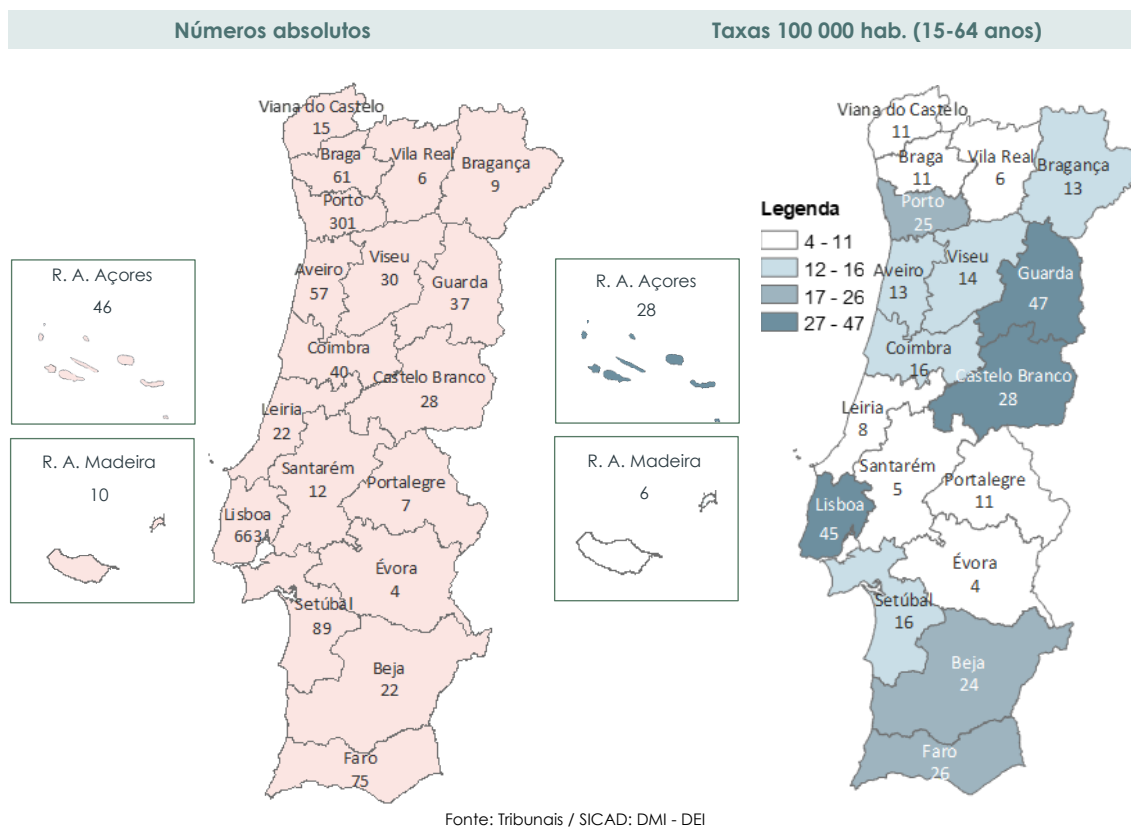 Números absolutos
Taxas 100 000 hab. (15-64 anos)
Viana do Castelo
15
Braga
61
Vila Real
6
Bragança
9
Porto
301
Aveiro
57
Viseu
30
Guarda
37
R. A. Açores
46
Coimbra
40
Castelo Branco
28
Leiria
22
R. A. Madeira
10
Santarém
12
Portalegre
7
Lisboa
663
Évora
4
Setúbal
89
Beja
22
Faro
75
Viana do Castelo
11
Braga
11
Vila Real
6
Bragança
13
Porto
25
Legenda
4 - 11
12 - 16
17 - 26
27 - 47
Aveiro
13
Viseu
14
Guarda
47
R. A. Açores
28
Coimbra
16
Castelo Branco
28
Leiria
8
R. A. Madeira
6
Santarém
5
Portalegre
11
Lisboa
45
Évora
4
Setúbal
16
Beja
24
Faro
26
Fonte: Tribunais / SICAD: DMI - DEI